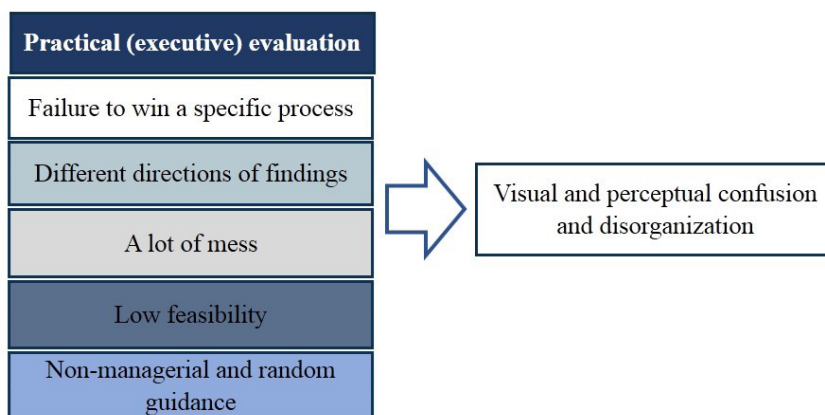 Practical (executive) evaluation
Failure to win a specific process
Different directions of findings
A lot of mess
Low feasibility
Non-managerial and random
guidance
Visual and perceptual confusion
and disorganization